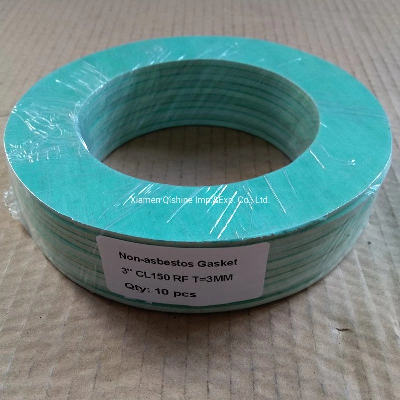 Xiamen Qishine Imp.&Exp. Co., Ltd.
Non-asbestos Gasket
3" CL150 RF T=3MM
Qty: 10 pcs